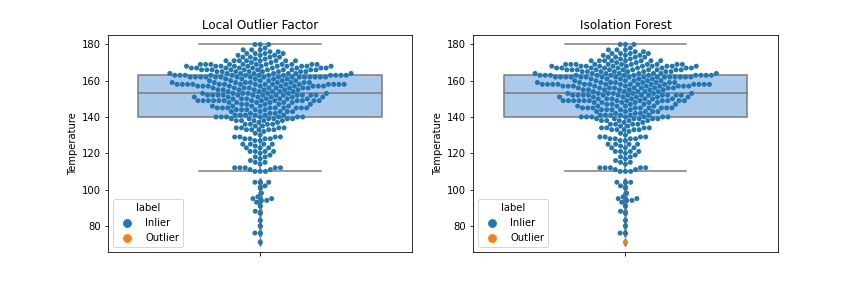 Local Outlier Factor
180
160
140
120
100
80
Temperature
label
Inlier
Outlier
Isolation Forest
180
160
140
120
100
80
Temperature
label
Inlier
Outlier